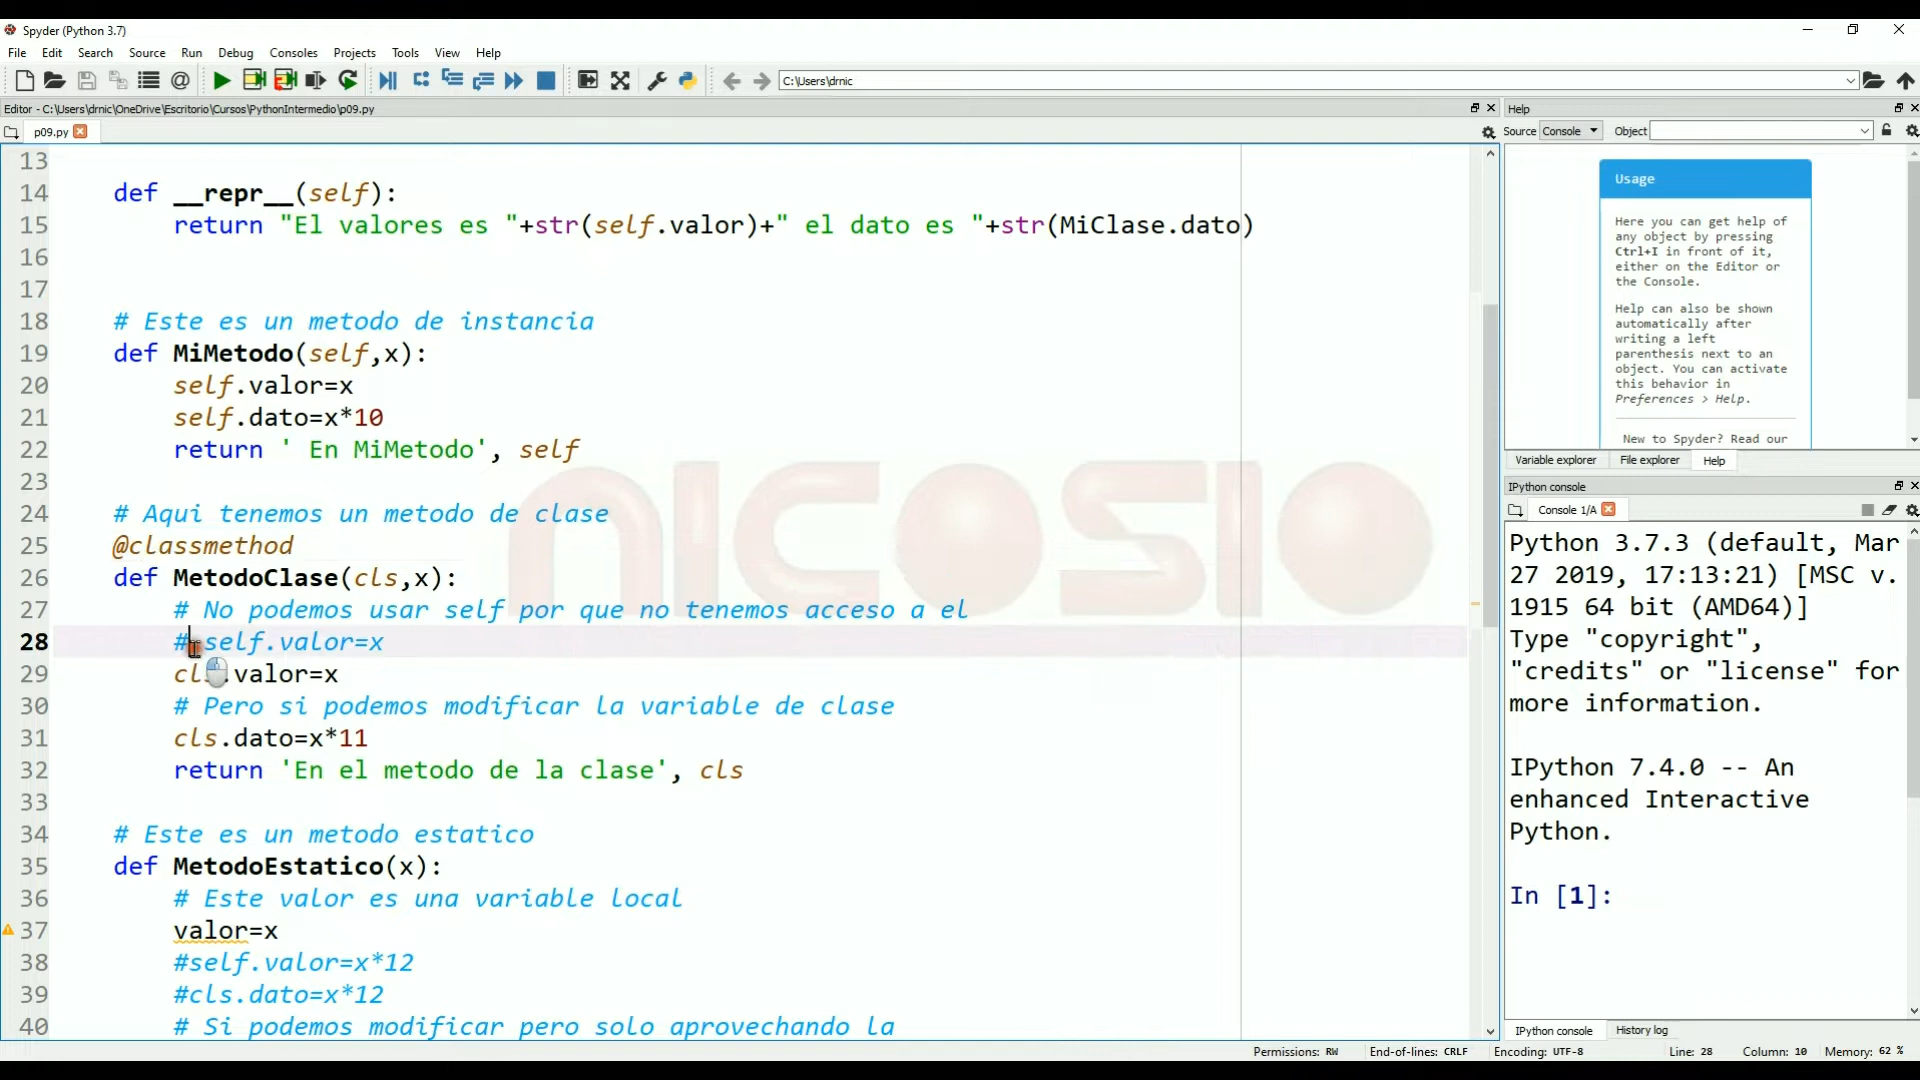 Spyder (Python 3.7)
File Edit Search Source Run Debug Consoles Projects Tools View Help
C:\Users\drnic
Editor - C:\Users\drnic\OneDrive\Escritorio\Cursos\PythonIntermedio\p09.py
p09.py
13
14 def __repr__(self):
15 return "El valores es "+str(self.valor)+" el dato es "+str(MiClase.dato)
16
17
18 # Este es un metodo de instancia
19 def MiMetodo(self,x):
20 self.valor=x
21 self.dato=x*10
22 return ' En MiMetodo', self
23
24 # Aqui tenemos un metodo de clase
25 @classmethod
26 def MetodoClase(cls,x):
27 # No podemos usar self por que no tenemos acceso a el
28 # self.valor=x
29 cls.valor=x
30 # Pero si podemos modificar la variable de clase
31 cls.dato=x*11
32 return 'En el metodo de la clase', cls
33
34 # Este es un metodo estatico
35 def MetodoEstatico(x):
36 # Este valor es una variable local
37 valor=x
38 #self.valor=x*12
39 #cls.dato=x*12
40 # Si podemos modificar pero solo aprovechando la
NICOSIO
Help
Source Console Object
Usage
Here you can get help of
any object by pressing
Ctrl+I in front of it,
either on the Editor or
the Console.
Help can also be shown
automatically after
writing a left
parenthesis next to an
object. You can activate
this behavior in
Preferences > Help.
New to Spyder? Read our
Variable explorer File explorer Help
IPython console
Console 1/A
Python 3.7.3 (default, Mar
27 2019, 17:13:21) [MSC v.
1915 64 bit (AMD64)]
Type "copyright",
"credits" or "license" for
more information.
IPython 7.4.0 -- An
enhanced Interactive
Python.
In [1]:
IPython console History log
Permissions: RW End-of-lines: CRLF Encoding: UTF-8 Line: 28 Column: 10 Memory: 62 %